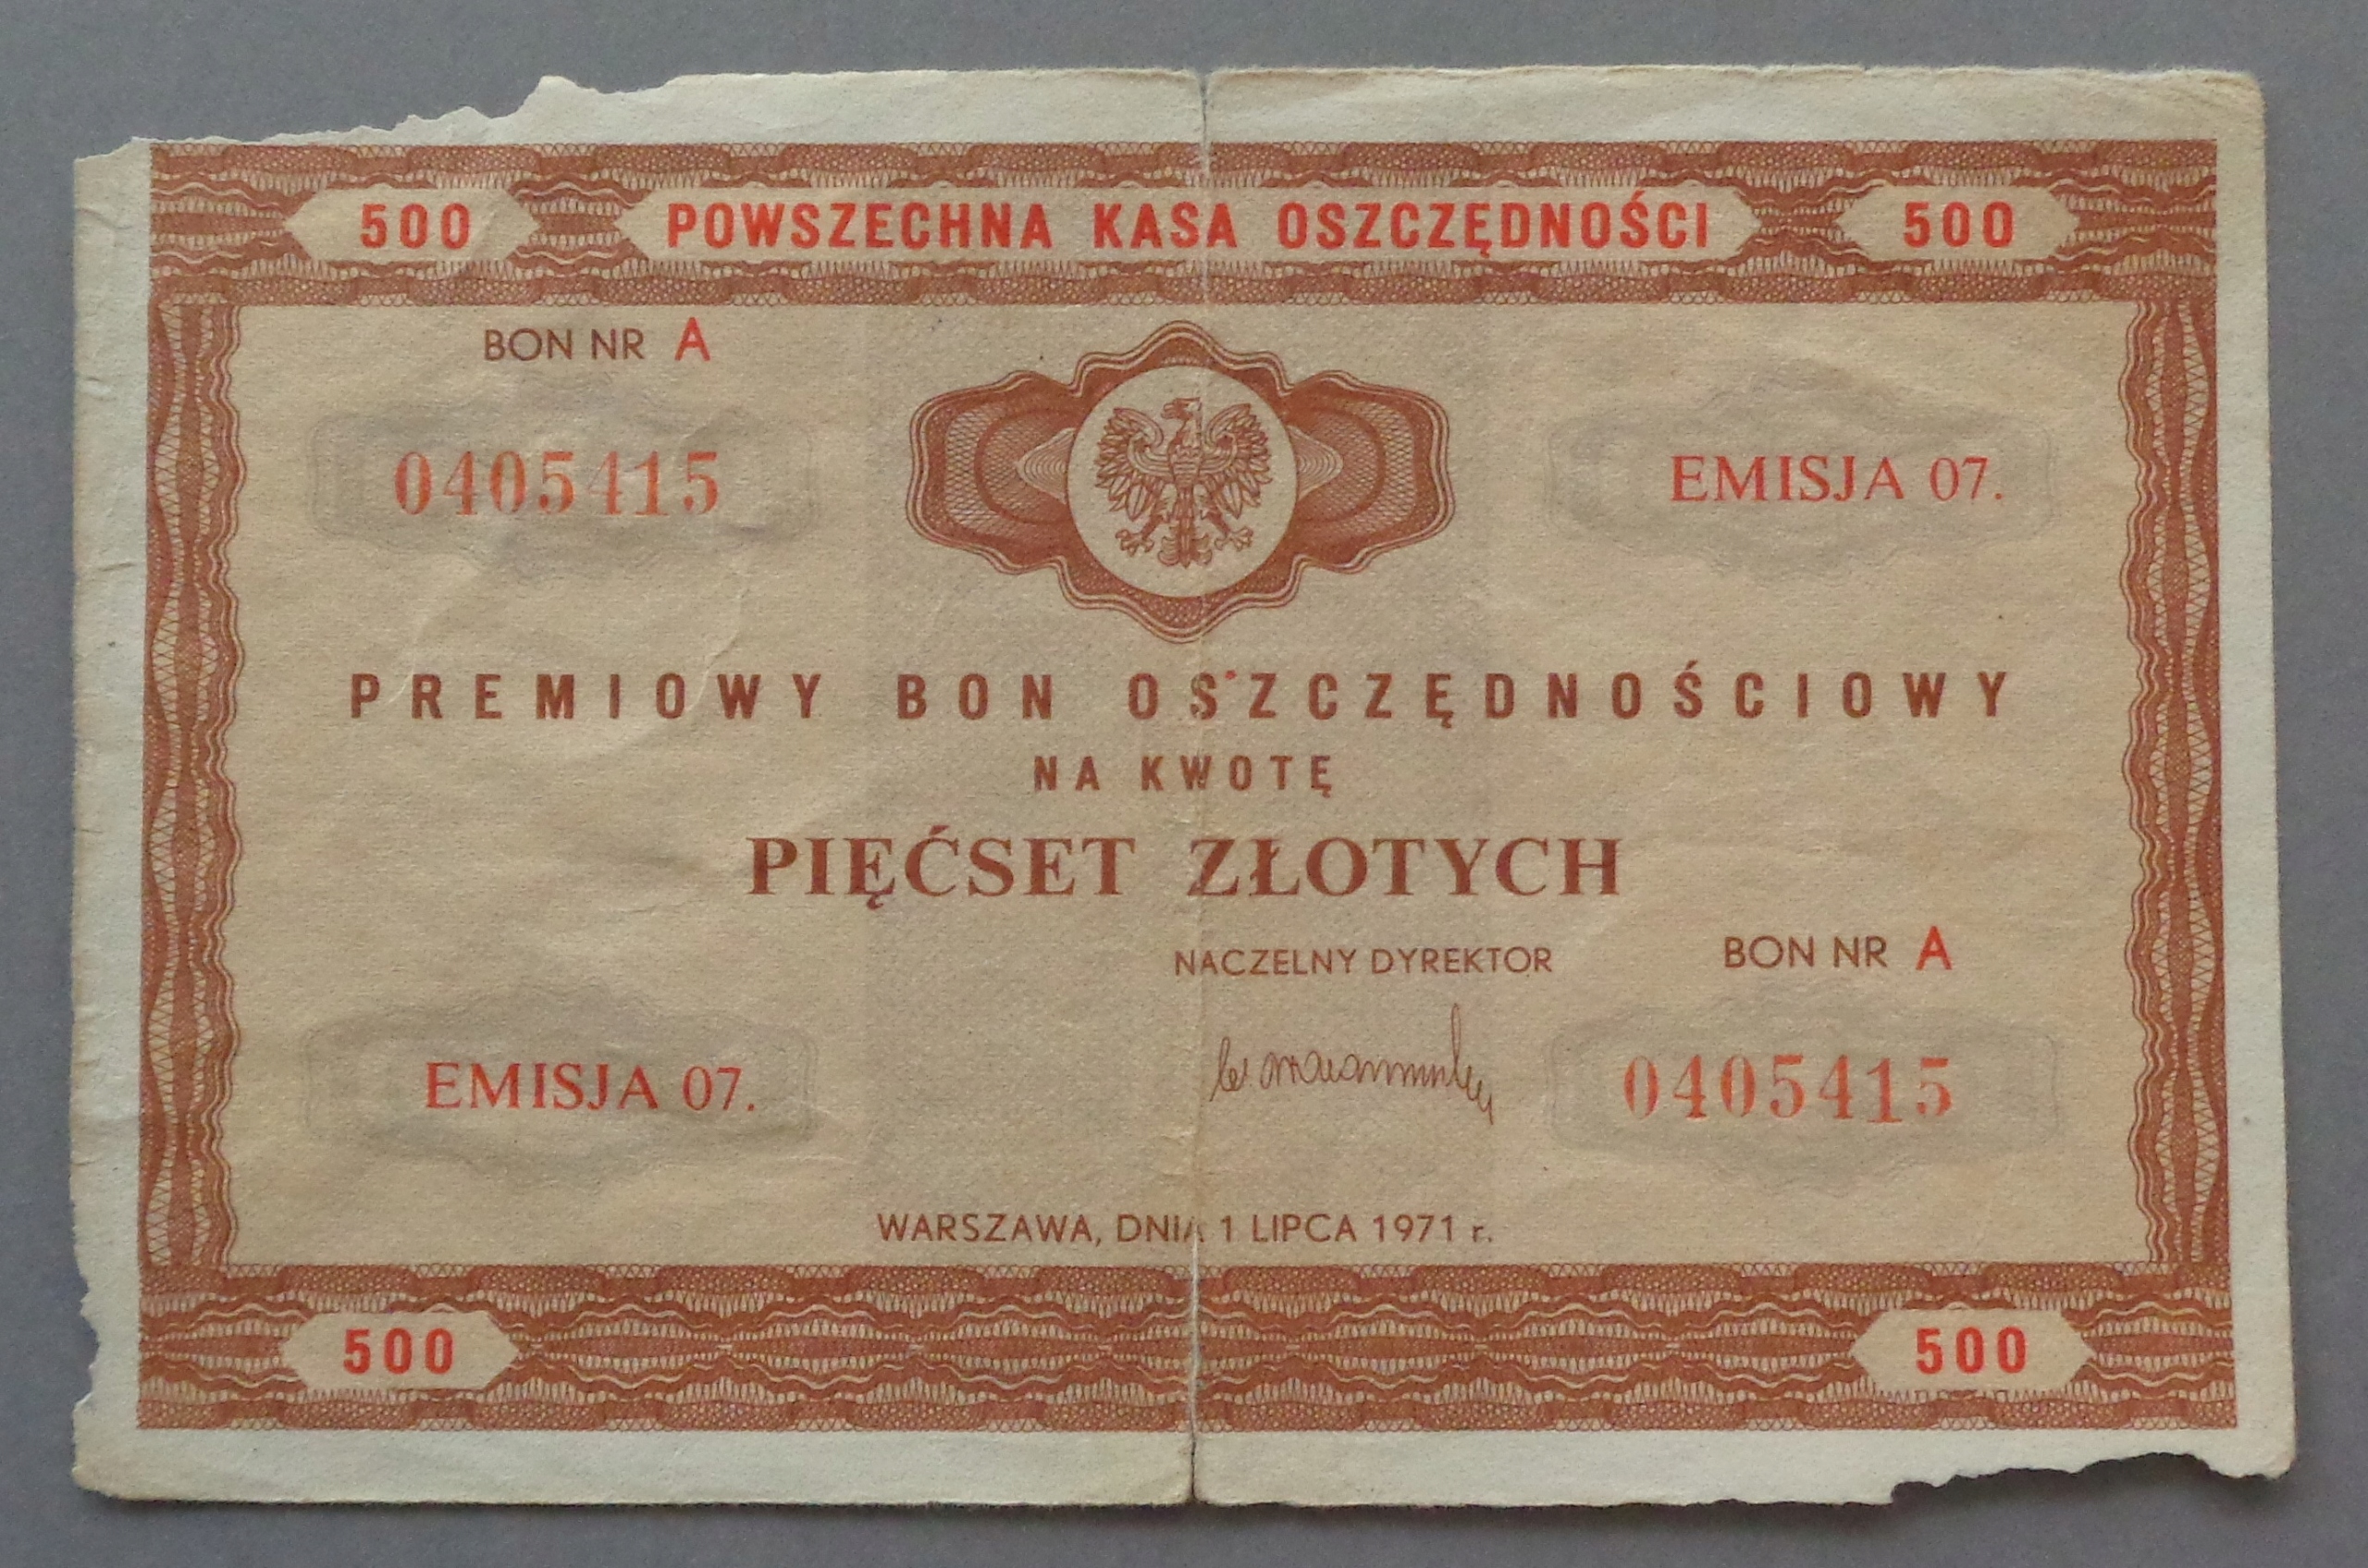 500 POWSZECHNA KASA OSZCZĘDNOŚCI 500
BON NR A
0405415
EMISJA 07.
PREMIOWY BON OSZCZĘDNOŚCIOWY
NA KWOTĘ
PIĘĆSET ZŁOTYCH
NACZELNY DYREKTOR
BON NR A
EMISJA 07.
0405415
WARSZAWA, DNIA 1 LIPCA 1971 r.
500 500